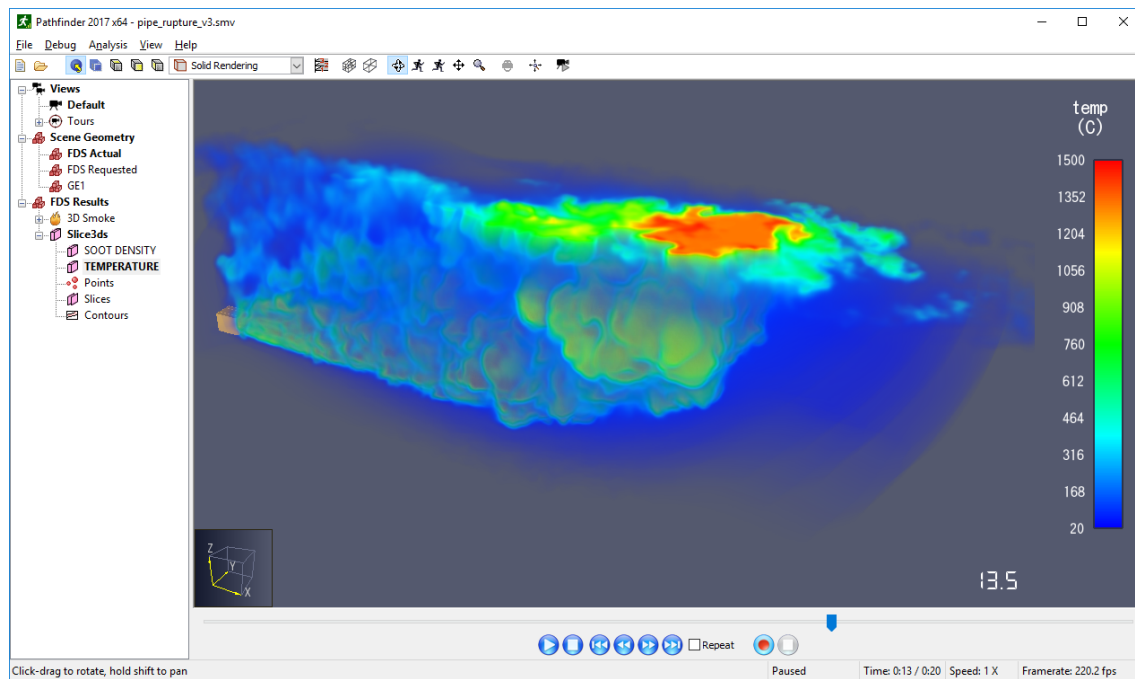 Pathfinder 2017 x64 - pipe_rupture_v3.smv
File Debug Analysis View Help
Solid Rendering
Views
Default
Tours
Scene Geometry
FDS Actual
FDS Requested
GE1
FDS Results
3D Smoke
Slice3ds
SOOT DENSITY
TEMPERATURE
Points
Slices
Contours
temp
(C)
1500
1352
1204
1056
908
760
612
464
316
168
20
Z
Y
X
13.5
Repeat
Click-drag to rotate, hold shift to pan
Paused
Time: 0:13 / 0:20
Speed: 1 X
Framerate: 220.2 fps